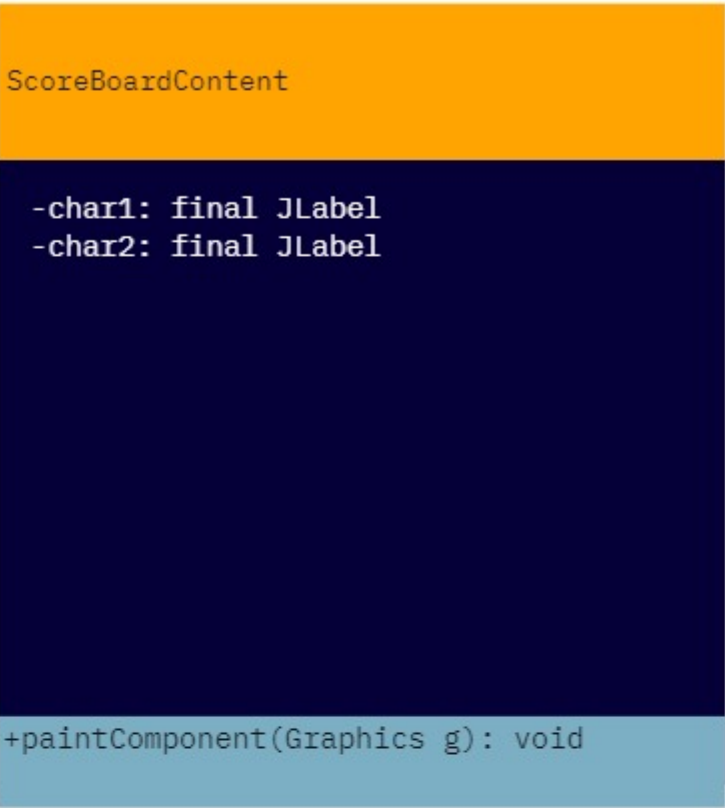 ScoreBoardContent
-char1: final JLabel
-char2: final JLabel
+paintComponent(Graphics g): void